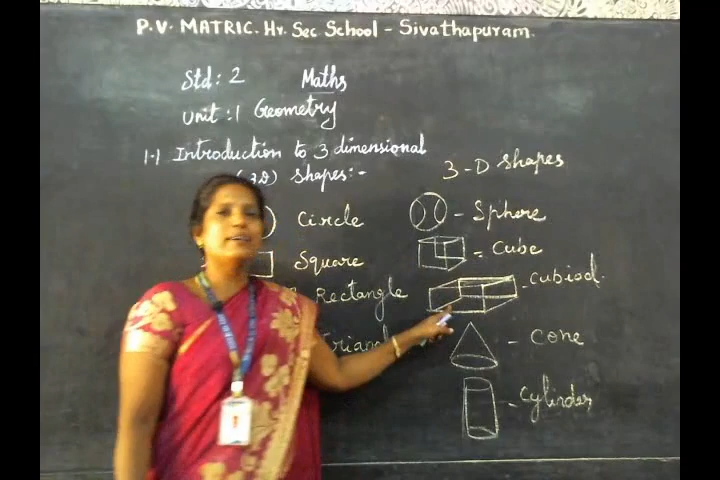 P.V. MATRIC. Hr. Sec School - Sivathapuram.
Std: 2 Maths
Unit: 1 Geometry
1.1 Introduction to 3 dimensional
(3D) Shapes:-
3-D Shapes
Circle
- Sphere
Square
= Cube
Rectangle
- Cubiod.
- Cone
- Cylinder